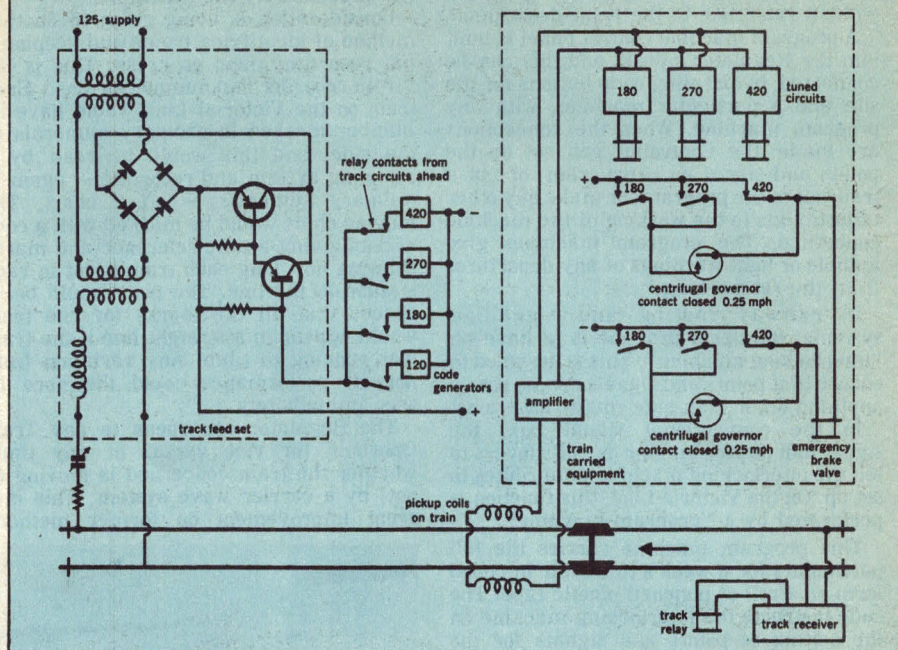 125-supply
180
270
420
tuned
circuits
relay contacts from
track circuits ahead
420
270
180
120
code
generators
180
270
420
centrifugal governor
contact closed 0.25 mph
180
270
420
centrifugal governor
contact closed 0.25 mph
emergency
brake
valve
track feed set
amplifier
train
carried
equipment
pickup coils
on train
track
relay
track receiver